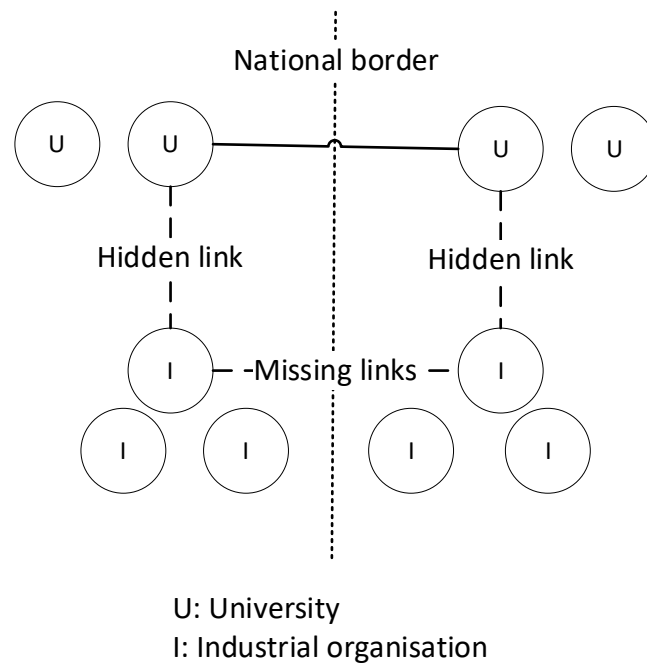 National border
U U U U
Hidden link Hidden link
I -Missing links I
I I I I
U: University
I: Industrial organisation